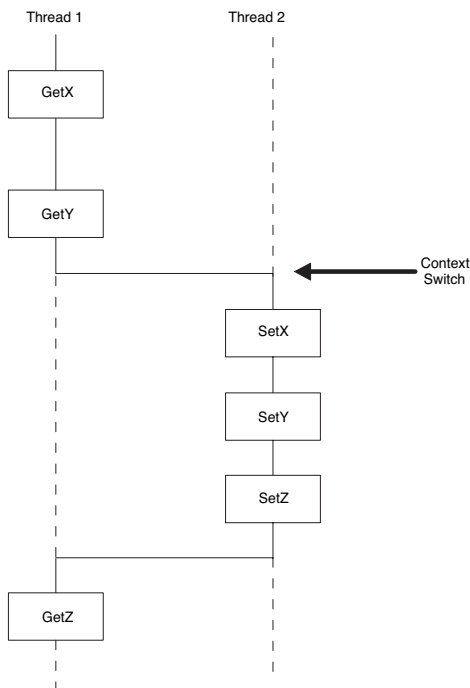 Thread 1
Thread 2
GetX
GetY
Context
Switch
SetX
SetY
SetZ
GetZ